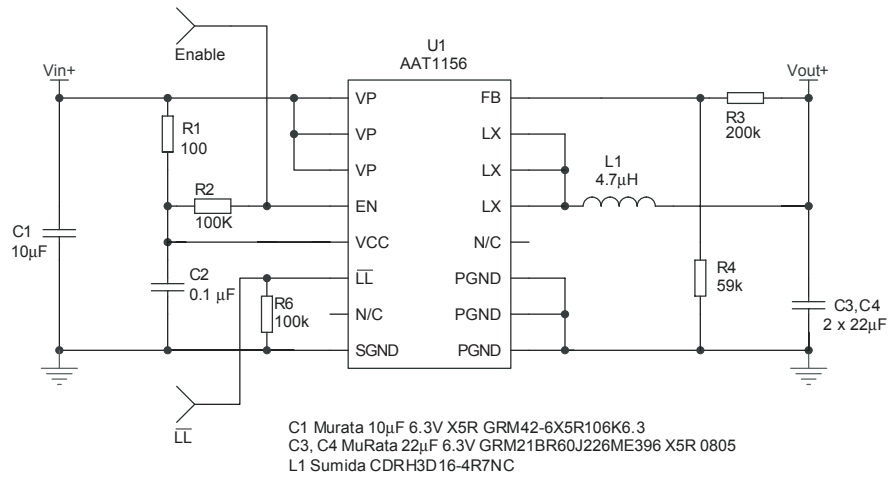 Enable
U1
AAT1156
Vin+
Vout+
VP
FB
R1
100
R3
200k
VP
LX
VP
LX
L1
4.7μH
R2
100K
EN
LX
C1
10μF
VCC
N/C
C2
0.1 μF
LL
PGND
R4
59k
R6
100k
N/C
PGND
C3,C4
2 x 22μF
SGND
PGND
LL
C1 Murata 10μF 6.3V X5R GRM42-6X5R106K6.3
C3, C4 MuRata 22μF 6.3V GRM21BR60J226ME396 X5R 0805
L1 Sumida CDRH3D16-4R7NC